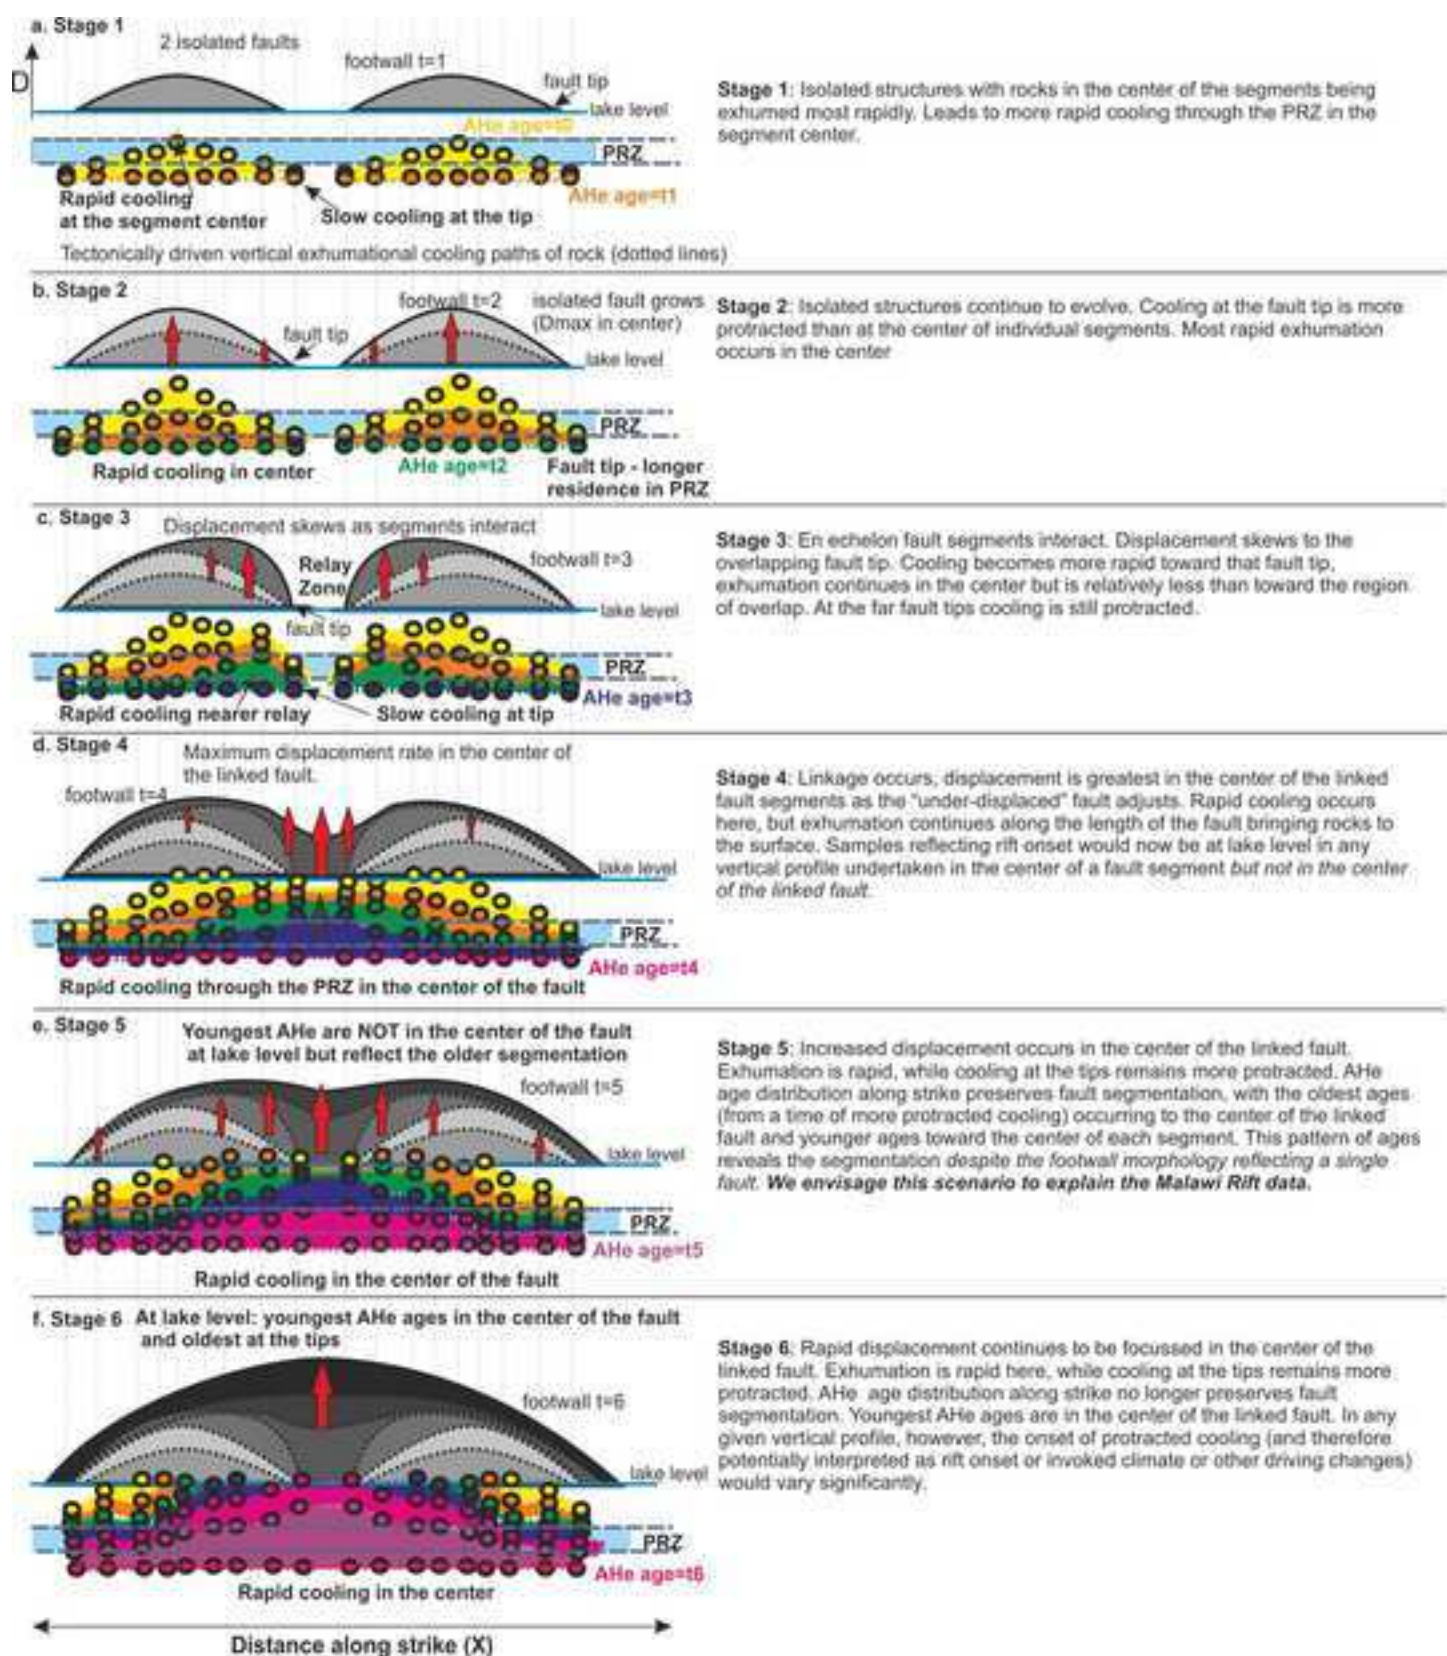 a. Stage 1
2 isolated faults
footwall t=1
fault tip
D
lake level
AHe age=t0
PRZ
AHe age=t1
Rapid cooling
at the segment center
Slow cooling at the tip
Tectonically driven vertical exhumational cooling paths of rock (dotted lines)
Stage 1: Isolated structures with rocks in the center of the segments being
exhumed most rapidly. Leads to more rapid cooling through the PRZ in the
segment center.
b. Stage 2
footwall t=2
isolated fault grows
(Dmax in center)
fault tip
lake level
PRZ
Rapid cooling in center
AHe age=t2
Fault tip - longer
residence in PRZ
Stage 2: Isolated structures continue to evolve. Cooling at the fault tip is more
protracted than at the center of individual segments. Most rapid exhumation
occurs in the center
c. Stage 3
Displacement skews as segments interact
Relay
Zone
footwall t=3
lake level
fault tip
PRZ
AHe age=t3
Rapid cooling nearer relay
Slow cooling at tip
Stage 3: En echelon fault segments interact. Displacement skews to the
overlapping fault tip. Cooling becomes more rapid toward that fault tip,
exhumation continues in the center but is relatively less than toward the region
of overlap. At the far fault tips cooling is still protracted.
d. Stage 4
Maximum displacement rate in the center of
the linked fault.
footwall t=4
lake level
PRZ
AHe age=t4
Rapid cooling through the PRZ in the center of the fault
Stage 4: Linkage occurs, displacement is greatest in the center of the linked
fault segments as the "under-displaced" fault adjusts. Rapid cooling occurs
here, but exhumation continues along the length of the fault bringing rocks to
the surface. Samples reflecting rift onset would now be at lake level in any
vertical profile undertaken in the center of a fault segment but not in the center
of the linked fault.
e. Stage 5
Youngest AHe are NOT in the center of the fault
at lake level but reflect the older segmentation
footwall t=5
lake level
PRZ
AHe age=t5
Rapid cooling in the center of the fault
Stage 5: Increased displacement occurs in the center of the linked fault.
Exhumation is rapid, while cooling at the tips remains more protracted. AHe
age distribution along strike preserves fault segmentation, with the oldest ages
(from a time of more protracted cooling) occurring to the center of the linked
fault and younger ages toward the center of each segment. This pattern of ages
reveals the segmentation despite the footwall morphology reflecting a single
fault. We envisage this scenario to explain the Malawi Rift data.
f. Stage 6
At lake level: youngest AHe ages in the center of the fault
and oldest at the tips
footwall t=6
lake level
PRZ
AHe age=t6
Rapid cooling in the center
Stage 6: Rapid displacement continues to be focussed in the center of the
linked fault. Exhumation is rapid here, while cooling at the tips remains more
protracted. AHe age distribution along strike no longer preserves fault
segmentation. Youngest AHe ages are in the center of the linked fault. In any
given vertical profile, however, the onset of protracted cooling (and therefore
potentially interpreted as rift onset or invoked climate or other driving changes)
would vary significantly.
Distance along strike (X)